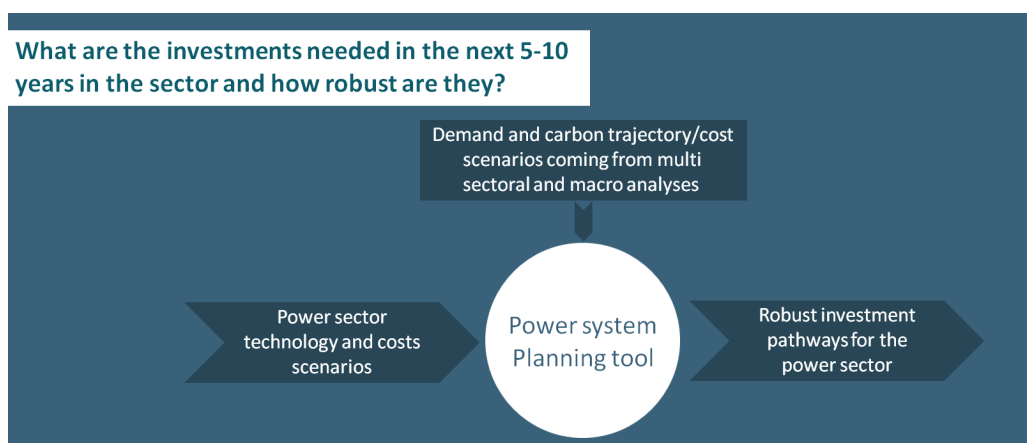 What are the investments needed in the next 5-10
years in the sector and how robust are they?
Demand and carbon trajectory/cost
scenarios coming from multi
sectoral and macro analyses
Power sector
technology and costs
scenarios
Power system
Planning tool
Robust investment
pathways for the
power sector